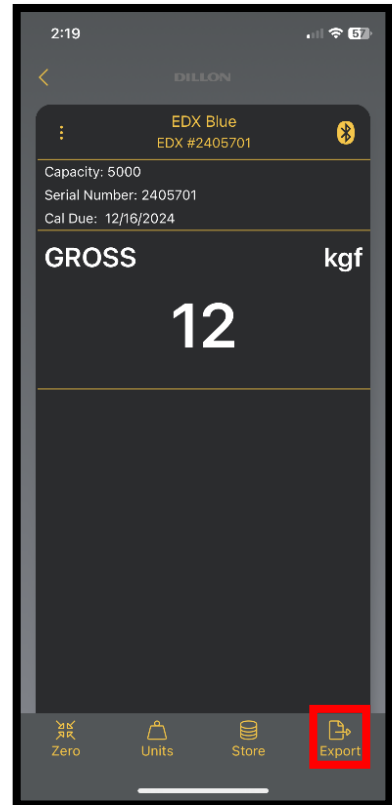 2:19
57
DILLON
EDX Blue
EDX #2405701
Capacity: 5000
Serial Number: 2405701
Cal Due: 12/16/2024
GROSS kgf
12
Zero Units Store Export